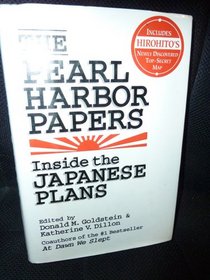 THE
PEARL
HARBOR
PAPERS
INCLUDES
HIROHITO'S
NEWLY DISCOVERED
TOP-SECRET
MAP
Inside the
JAPANESE
PLANS
Edited by
Donald M. Goldstein &
Katherine V. Dillon
Coauthors of the #1 Bestseller
At Dawn We Slept